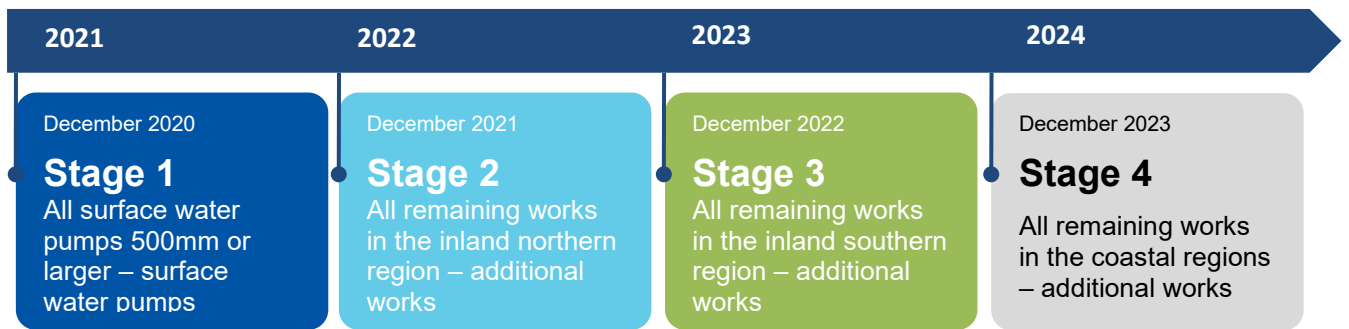 2021
2022
2023
2024
December 2020
Stage 1
All surface water
pumps 500mm or
larger – surface
water pumps
December 2021
Stage 2
All remaining works
in the inland northern
region – additional
works
December 2022
Stage 3
All remaining works
in the inland southern
region – additional
works
December 2023
Stage 4
All remaining works
in the coastal regions
– additional works